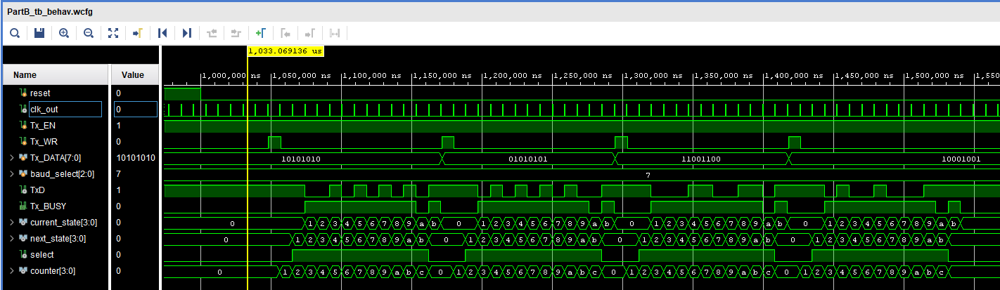 PartB_tb_behav.wcfg
1,033.069136 us
1,000,000 ns 1,050,000 ns 1,100,000 ns 1,150,000 ns 1,200,000 ns 1,250,000 ns 1,300,000 ns 1,350,000 ns 1,400,000 ns 1,450,000 ns 1,500,000 ns 1,550
Name Value
reset 0
clk_out 0
Tx_EN 1
Tx_WR 0
Tx_DATA[7:0] 10101010 10101010 01010101 11001100 10001001
baud_select[2:0] 7 7
TxD 1
Tx_BUSY 0
current_state[3:0] 0 0 1 2 3 4 5 6 7 8 9 a b 0 1 2 3 4 5 6 7 8 9 a b 0 1 2 3 4 5 6 7 8 9 a b 0 1 2 3 4 5 6 7 8 9 a b
next_state[3:0] 0 0 1 2 3 4 5 6 7 8 9 a b 0 1 2 3 4 5 6 7 8 9 a b 0 1 2 3 4 5 6 7 8 9 a b 0 1 2 3 4 5 6 7 8 9 a b
select 0
counter[3:0] 0 0 1 2 3 4 5 6 7 8 9 a b c 0 1 2 3 4 5 6 7 8 9 a b c 0 1 2 3 4 5 6 7 8 9 a b c 0 1 2 3 4 5 6 7 8 9 a b c